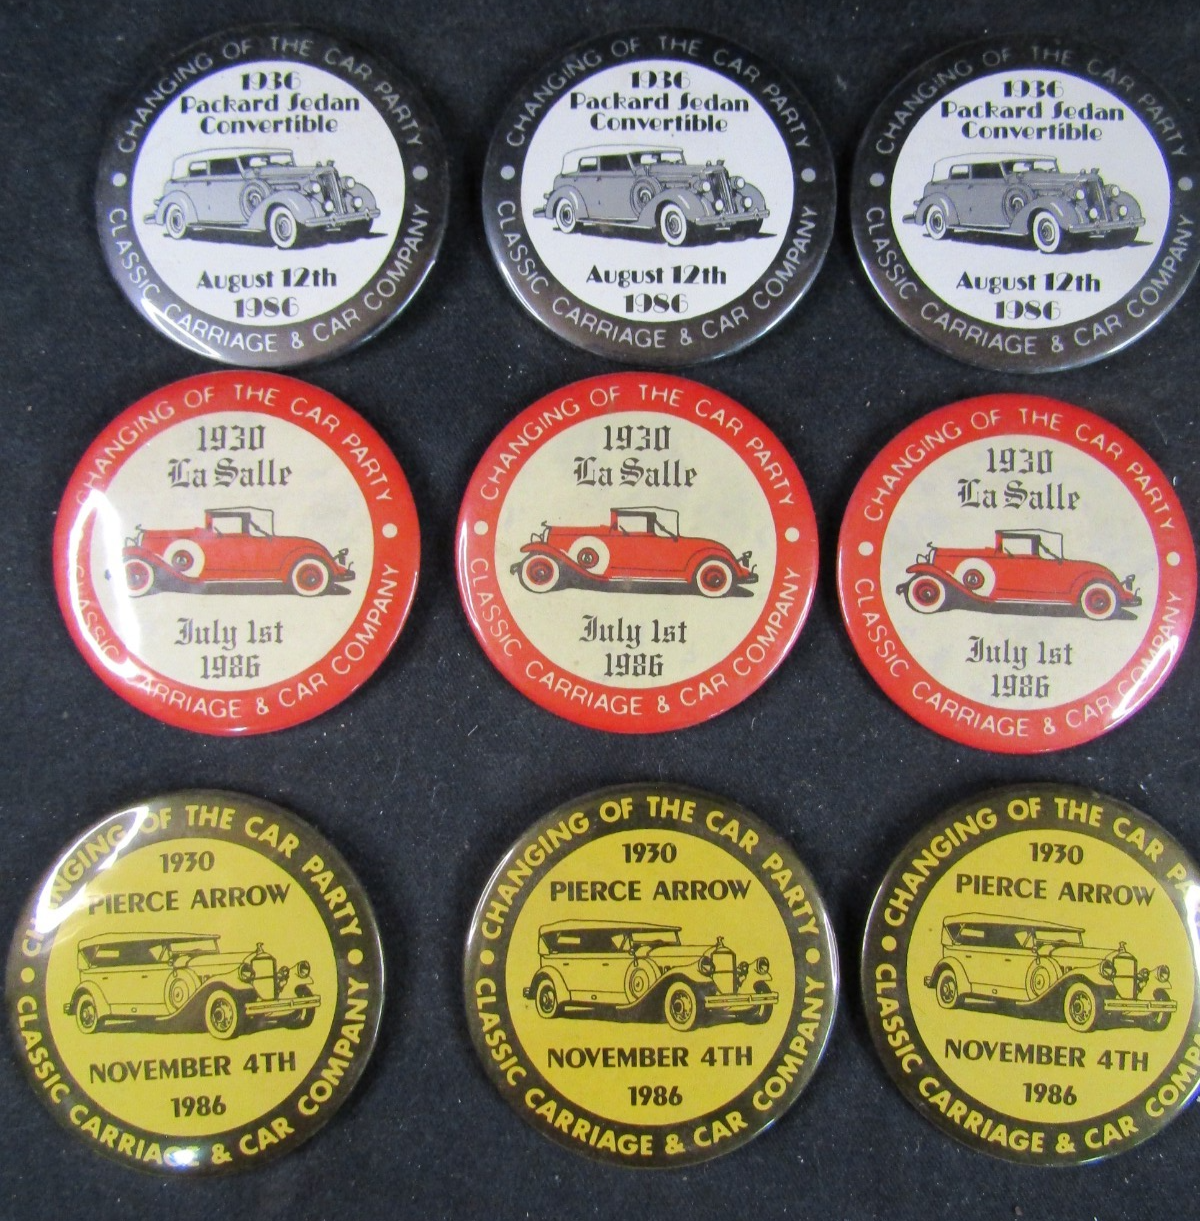 CHANGING OF THE CAR PARTY
1936
Packard Sedan
Convertible
August 12th
1986
CLASSIC CARRIAGE & CAR COMPANY
CHANGING OF THE CAR PARTY
1936
Packard Sedan
Convertible
August 12th
1986
CLASSIC CARRIAGE & CAR COMPANY
CHANGING OF THE CAR PARTY
1936
Packard Sedan
Convertible
August 12th
1986
CLASSIC CARRIAGE & CAR COMPANY
CHANGING OF THE CAR PARTY
1930
La Salle
July 1st
1986
CLASSIC CARRIAGE & CAR COMPANY
CHANGING OF THE CAR PARTY
1930
La Salle
July 1st
1986
CLASSIC CARRIAGE & CAR COMPANY
CHANGING OF THE CAR PARTY
1930
La Salle
July 1st
1986
CLASSIC CARRIAGE & CAR COMPANY
CHANGING OF THE CAR PARTY
1930
PIERCE ARROW
NOVEMBER 4TH
1986
CLASSIC CARRIAGE & CAR COMPANY
CHANGING OF THE CAR PARTY
1930
PIERCE ARROW
NOVEMBER 4TH
1986
CLASSIC CARRIAGE & CAR COMPANY
CHANGING OF THE CAR
1930
PIERCE ARROW
NOVEMBER 4TH
1986
CLASSIC CARRIAGE & CAR